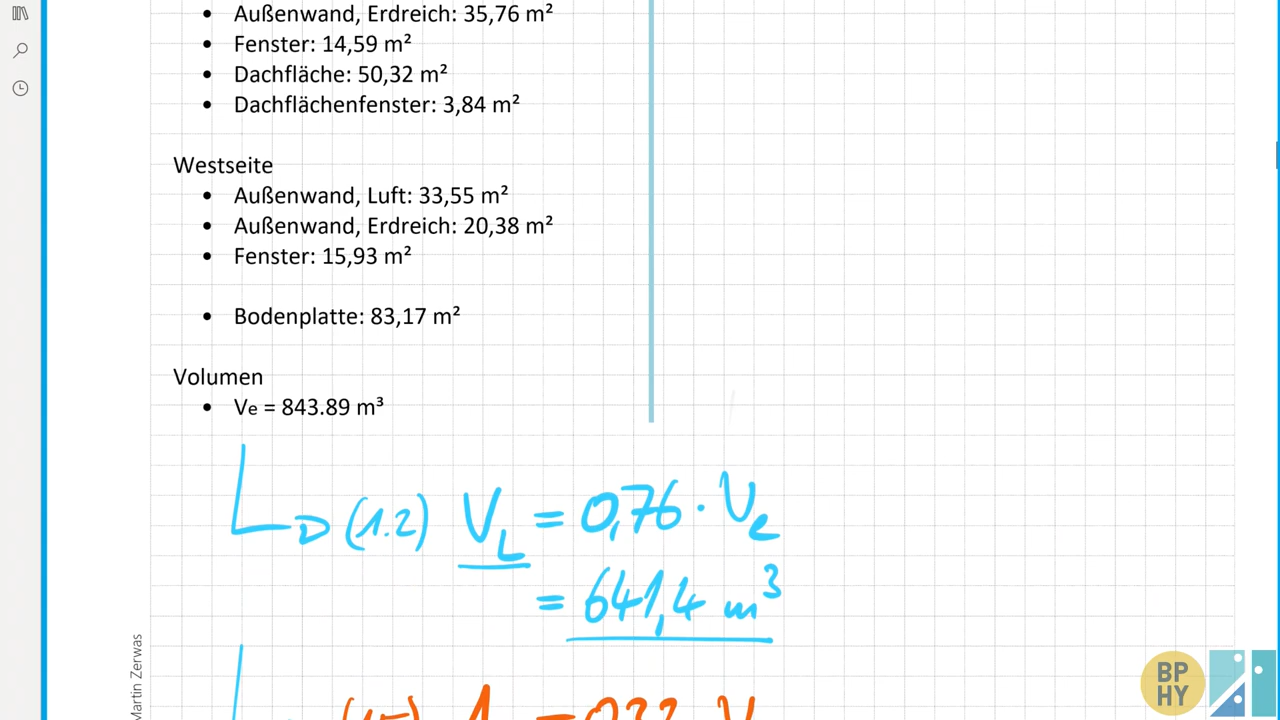 • Außenwand, Erdreich: 35,76 m²
• Fenster: 14,59 m²
• Dachfläche: 50,32 m²
• Dachflächenfenster: 3,84 m²
Westseite
• Außenwand, Luft: 33,55 m²
• Außenwand, Erdreich: 20,38 m²
• Fenster: 15,93 m²
• Bodenplatte: 83,17 m²
Volumen
• Ve = 843.89 m³
(1.2) V_L = 0,76 · V_e
= 641,4 m³
Martin Zerwas
BP
HY